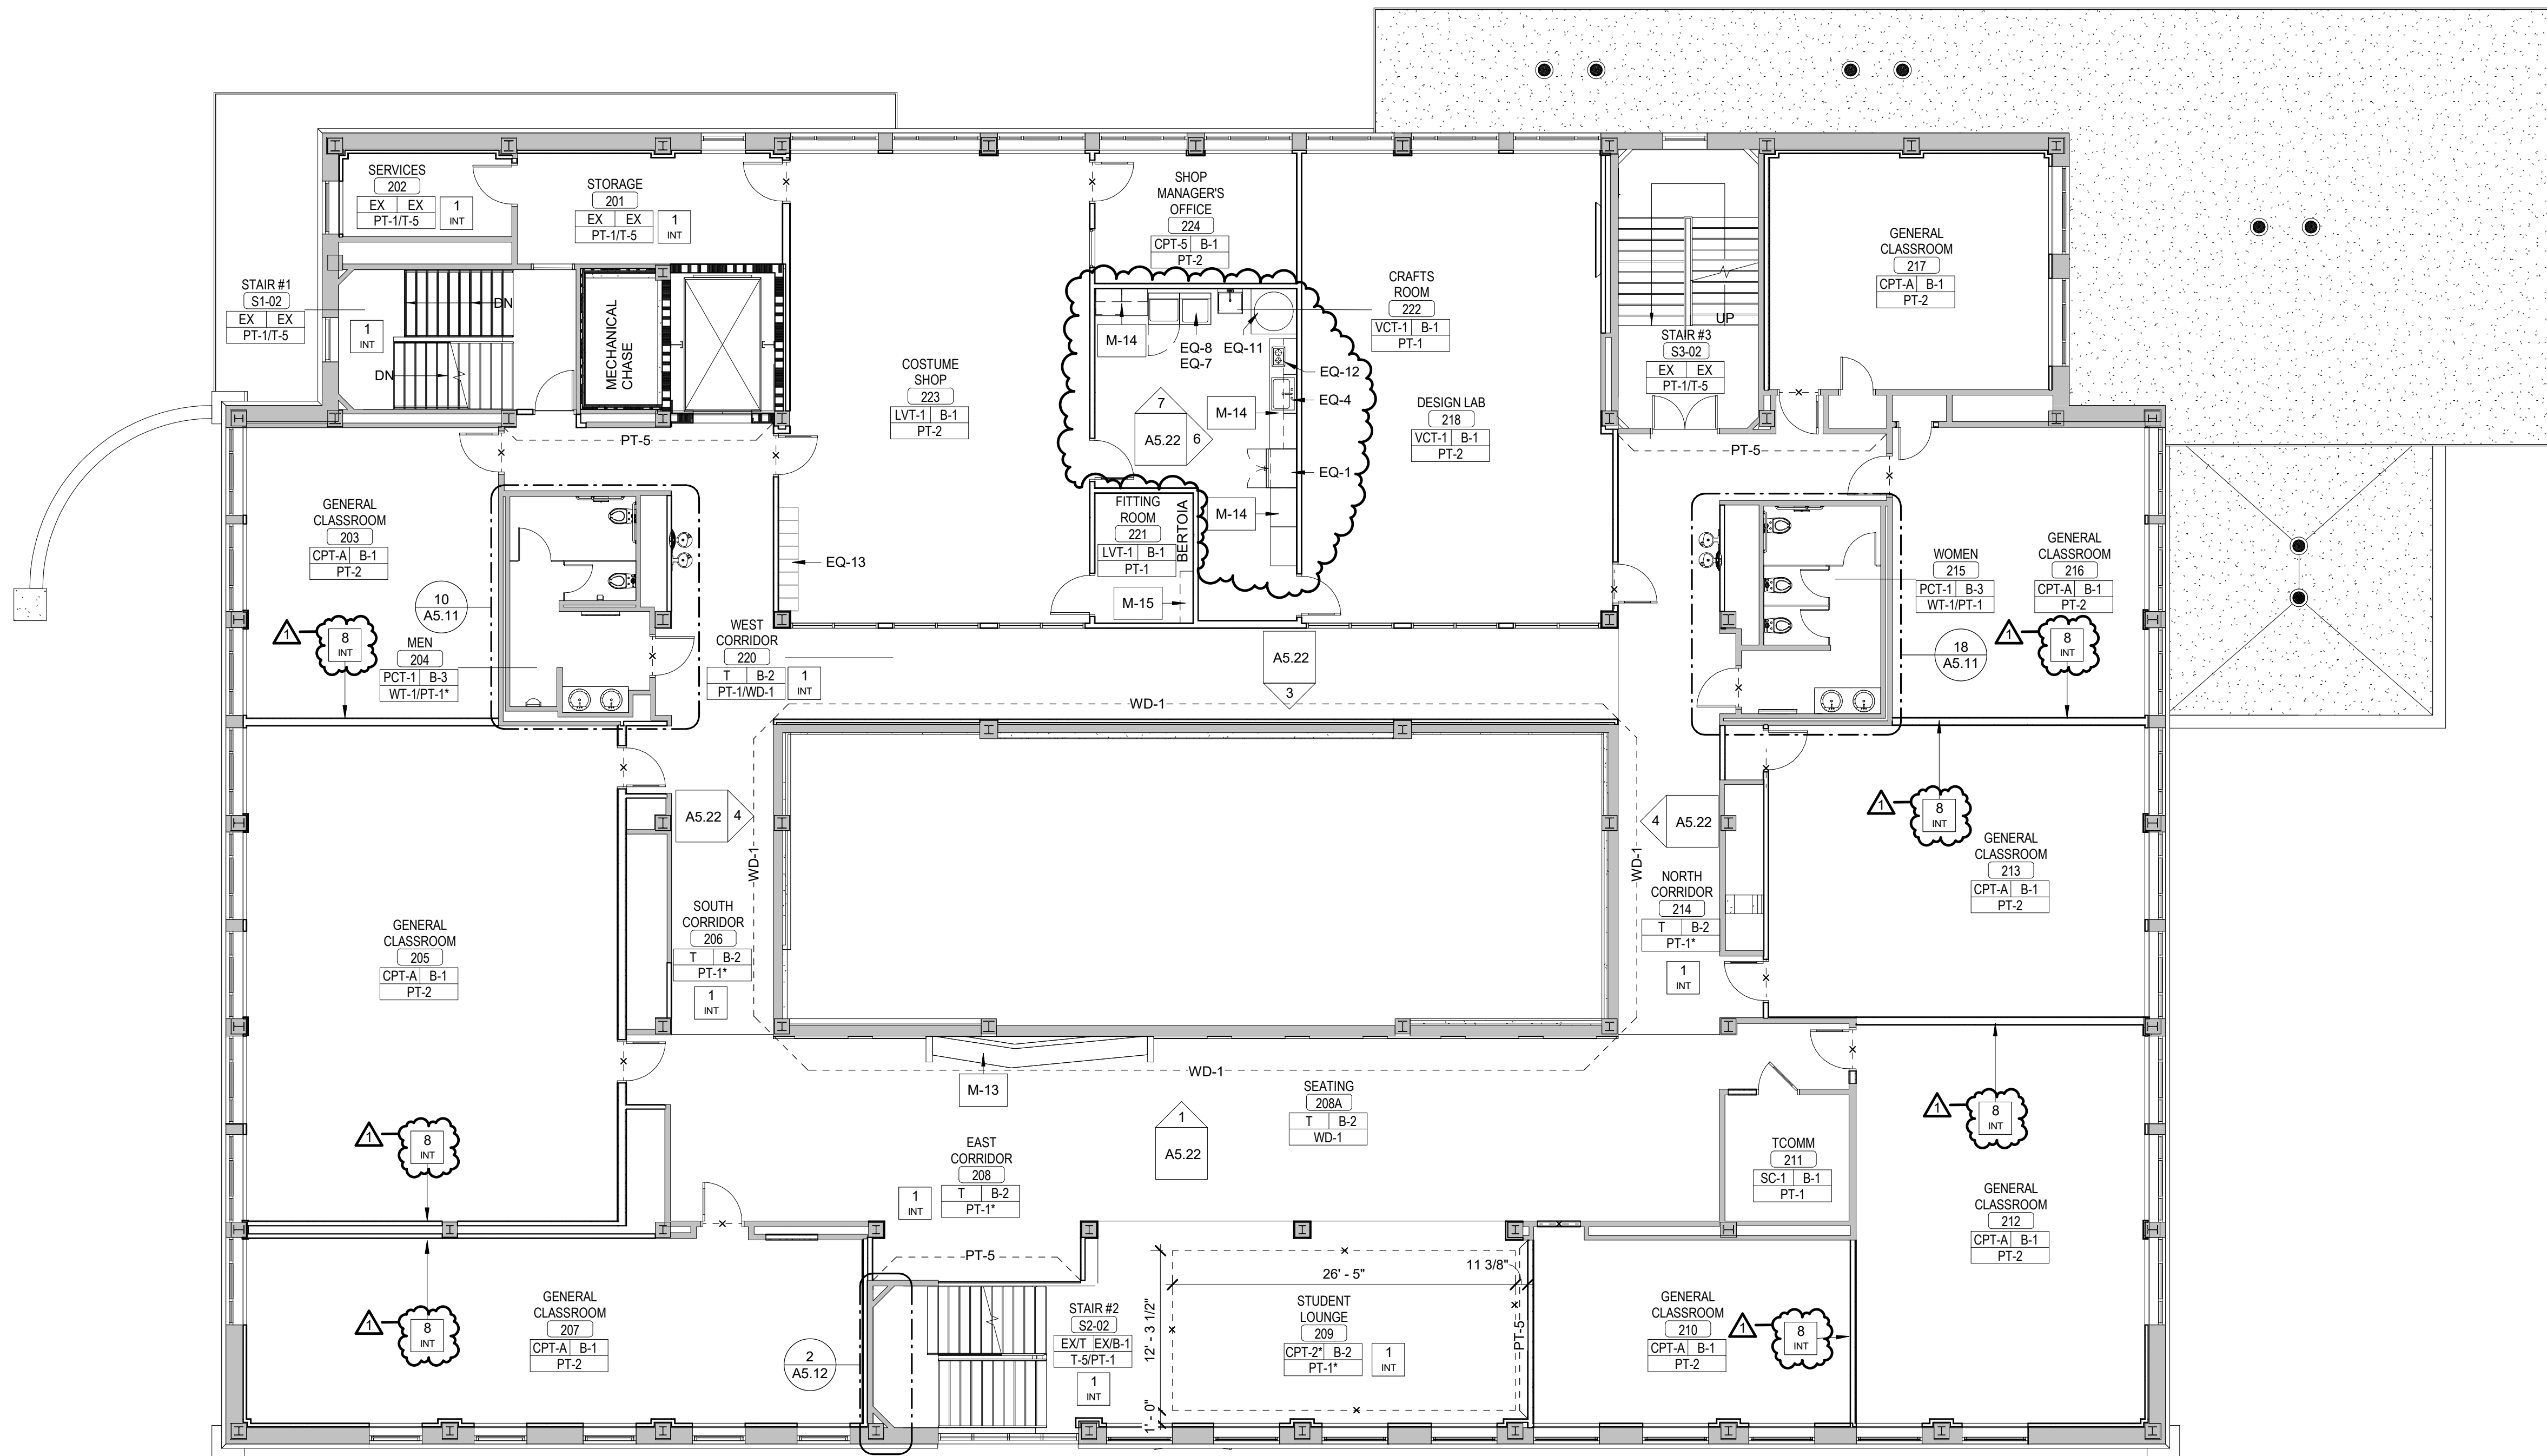 SERVICES
202
EX EX
PT-1/T-5
1
INT
STORAGE
201
EX EX
PT-1/T-5
1
INT
STAIR #1
S1-02
EX EX
PT-1/T-5
1
INT
DN
DN
MECHANICAL
CHASE
PT-5
COSTUME
SHOP
223
LVT-1 B-1
PT-2
SHOP
MANAGER'S
OFFICE
224
CPT-5 B-1
PT-2
CRAFTS
ROOM
222
VCT-1 B-1
PT-1
M-14
EQ-8
EQ-7
EQ-11
EQ-12
EQ-4
M-14
7
A5.22
6
EQ-1
M-14
DESIGN LAB
218
VCT-1 B-1
PT-2
FITTING
ROOM
221
LVT-1 B-1
PT-1
BERTOIA
M-15
EQ-13
UP
STAIR #3
S3-02
EX EX
PT-1/T-5
PT-5
GENERAL
CLASSROOM
217
CPT-A B-1
PT-2
GENERAL
CLASSROOM
203
CPT-A B-1
PT-2
10
A5.11
1
8
INT
MEN
204
PCT-1 B-3
WT-1/PT-1*
WEST
CORRIDOR
220
T B-2
PT-1/WD-1
1
INT
A5.22
3
WD-1
WOMEN
215
PCT-1 B-3
WT-1/PT-1
18
A5.11
GENERAL
CLASSROOM
216
CPT-A B-1
PT-2
1
8
INT
A5.22
4
WD-1
SOUTH
CORRIDOR
206
T B-2
PT-1*
1
INT
GENERAL
CLASSROOM
205
CPT-A B-1
PT-2
1
8
INT
4
A5.22
WD-1
NORTH
CORRIDOR
214
T B-2
PT-1*
1
INT
1
8
INT
GENERAL
CLASSROOM
213
CPT-A B-1
PT-2
M-13
WD-1
SEATING
208A
T B-2
WD-1
1
A5.22
EAST
CORRIDOR
208
T B-2
PT-1*
1
INT
TCOMM
211
SC-1 B-1
PT-1
1
8
INT
GENERAL
CLASSROOM
212
CPT-A B-1
PT-2
1
8
INT
GENERAL
CLASSROOM
207
CPT-A B-1
PT-2
2
A5.12
PT-5
STAIR #2
S2-02
EX/T EX/B-1
T-5/PT-1
1
INT
12' - 3 1/2"
1' - 0"
26' - 5"
11 3/8"
STUDENT
LOUNGE
209
CPT-2* B-2
PT-1*
1
INT
PT-5
GENERAL
CLASSROOM
210
CPT-A B-1
PT-2
1
8
INT